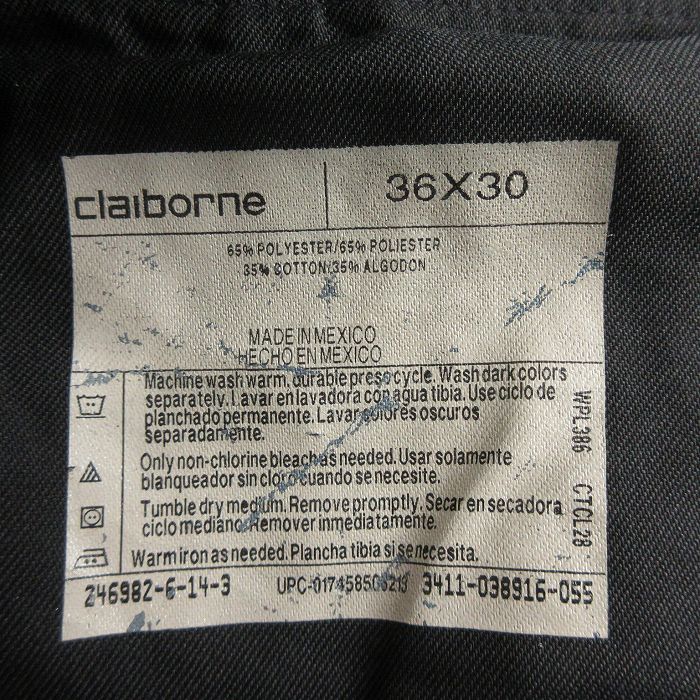 claiborne
36X30
65% POLYESTER/65% POLIESTER
35% COTTON/35% ALGODON
MADE IN MEXICO
HECHO EN MEXICO
Machine wash warm, durable press cycle. Wash dark colors
separately. Lavar en lavadora con agua tibia. Use ciclo de
planchado permanente. Lavar colores oscuros
separadamente.
Only non-chlorine bleach as needed. Usar solamente
blanqueador sin cloro cuando se necesite.
Tumble dry medium. Remove promptly. Secar en secadora
ciclo mediano. Remover inmediatamente.
Warm iron as needed. Plancha tibia si se necesita.
WPL386 CTCL28
246982-6-14-3
3411-038916-055